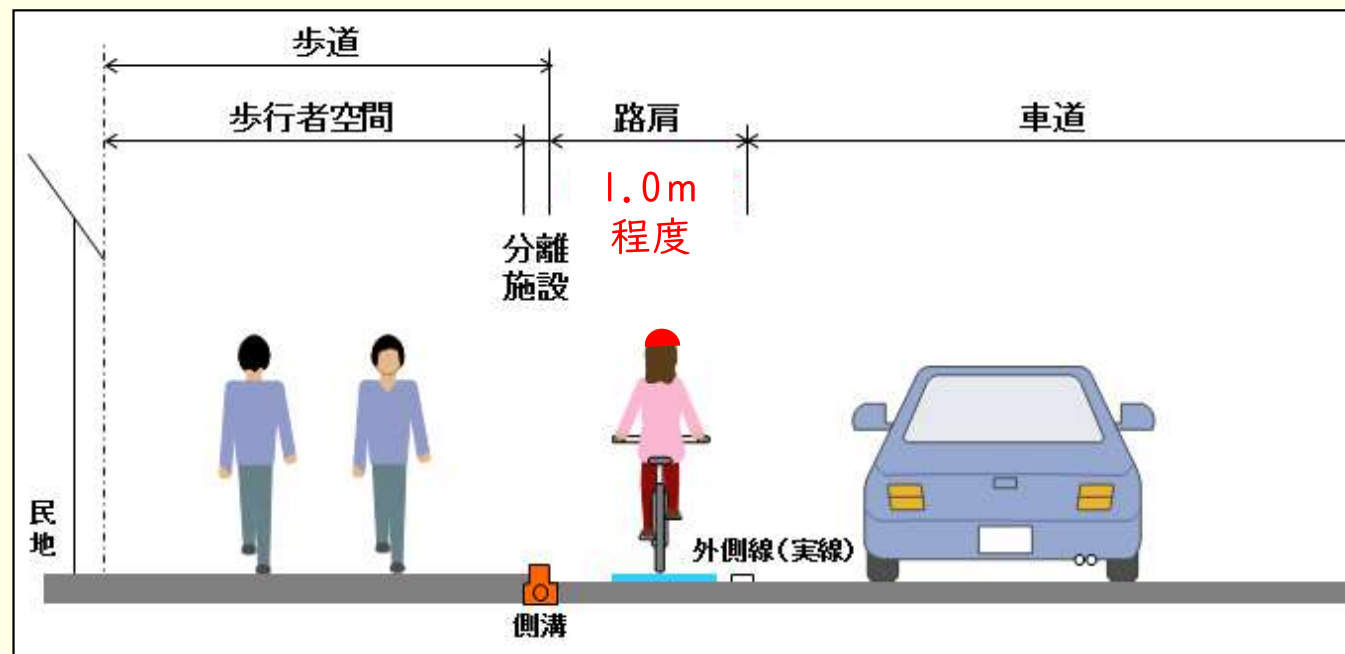 歩道
歩行者空間
路肩
車道
1.0m
程度
分離
施設
民
地
外側線(実線)
側溝